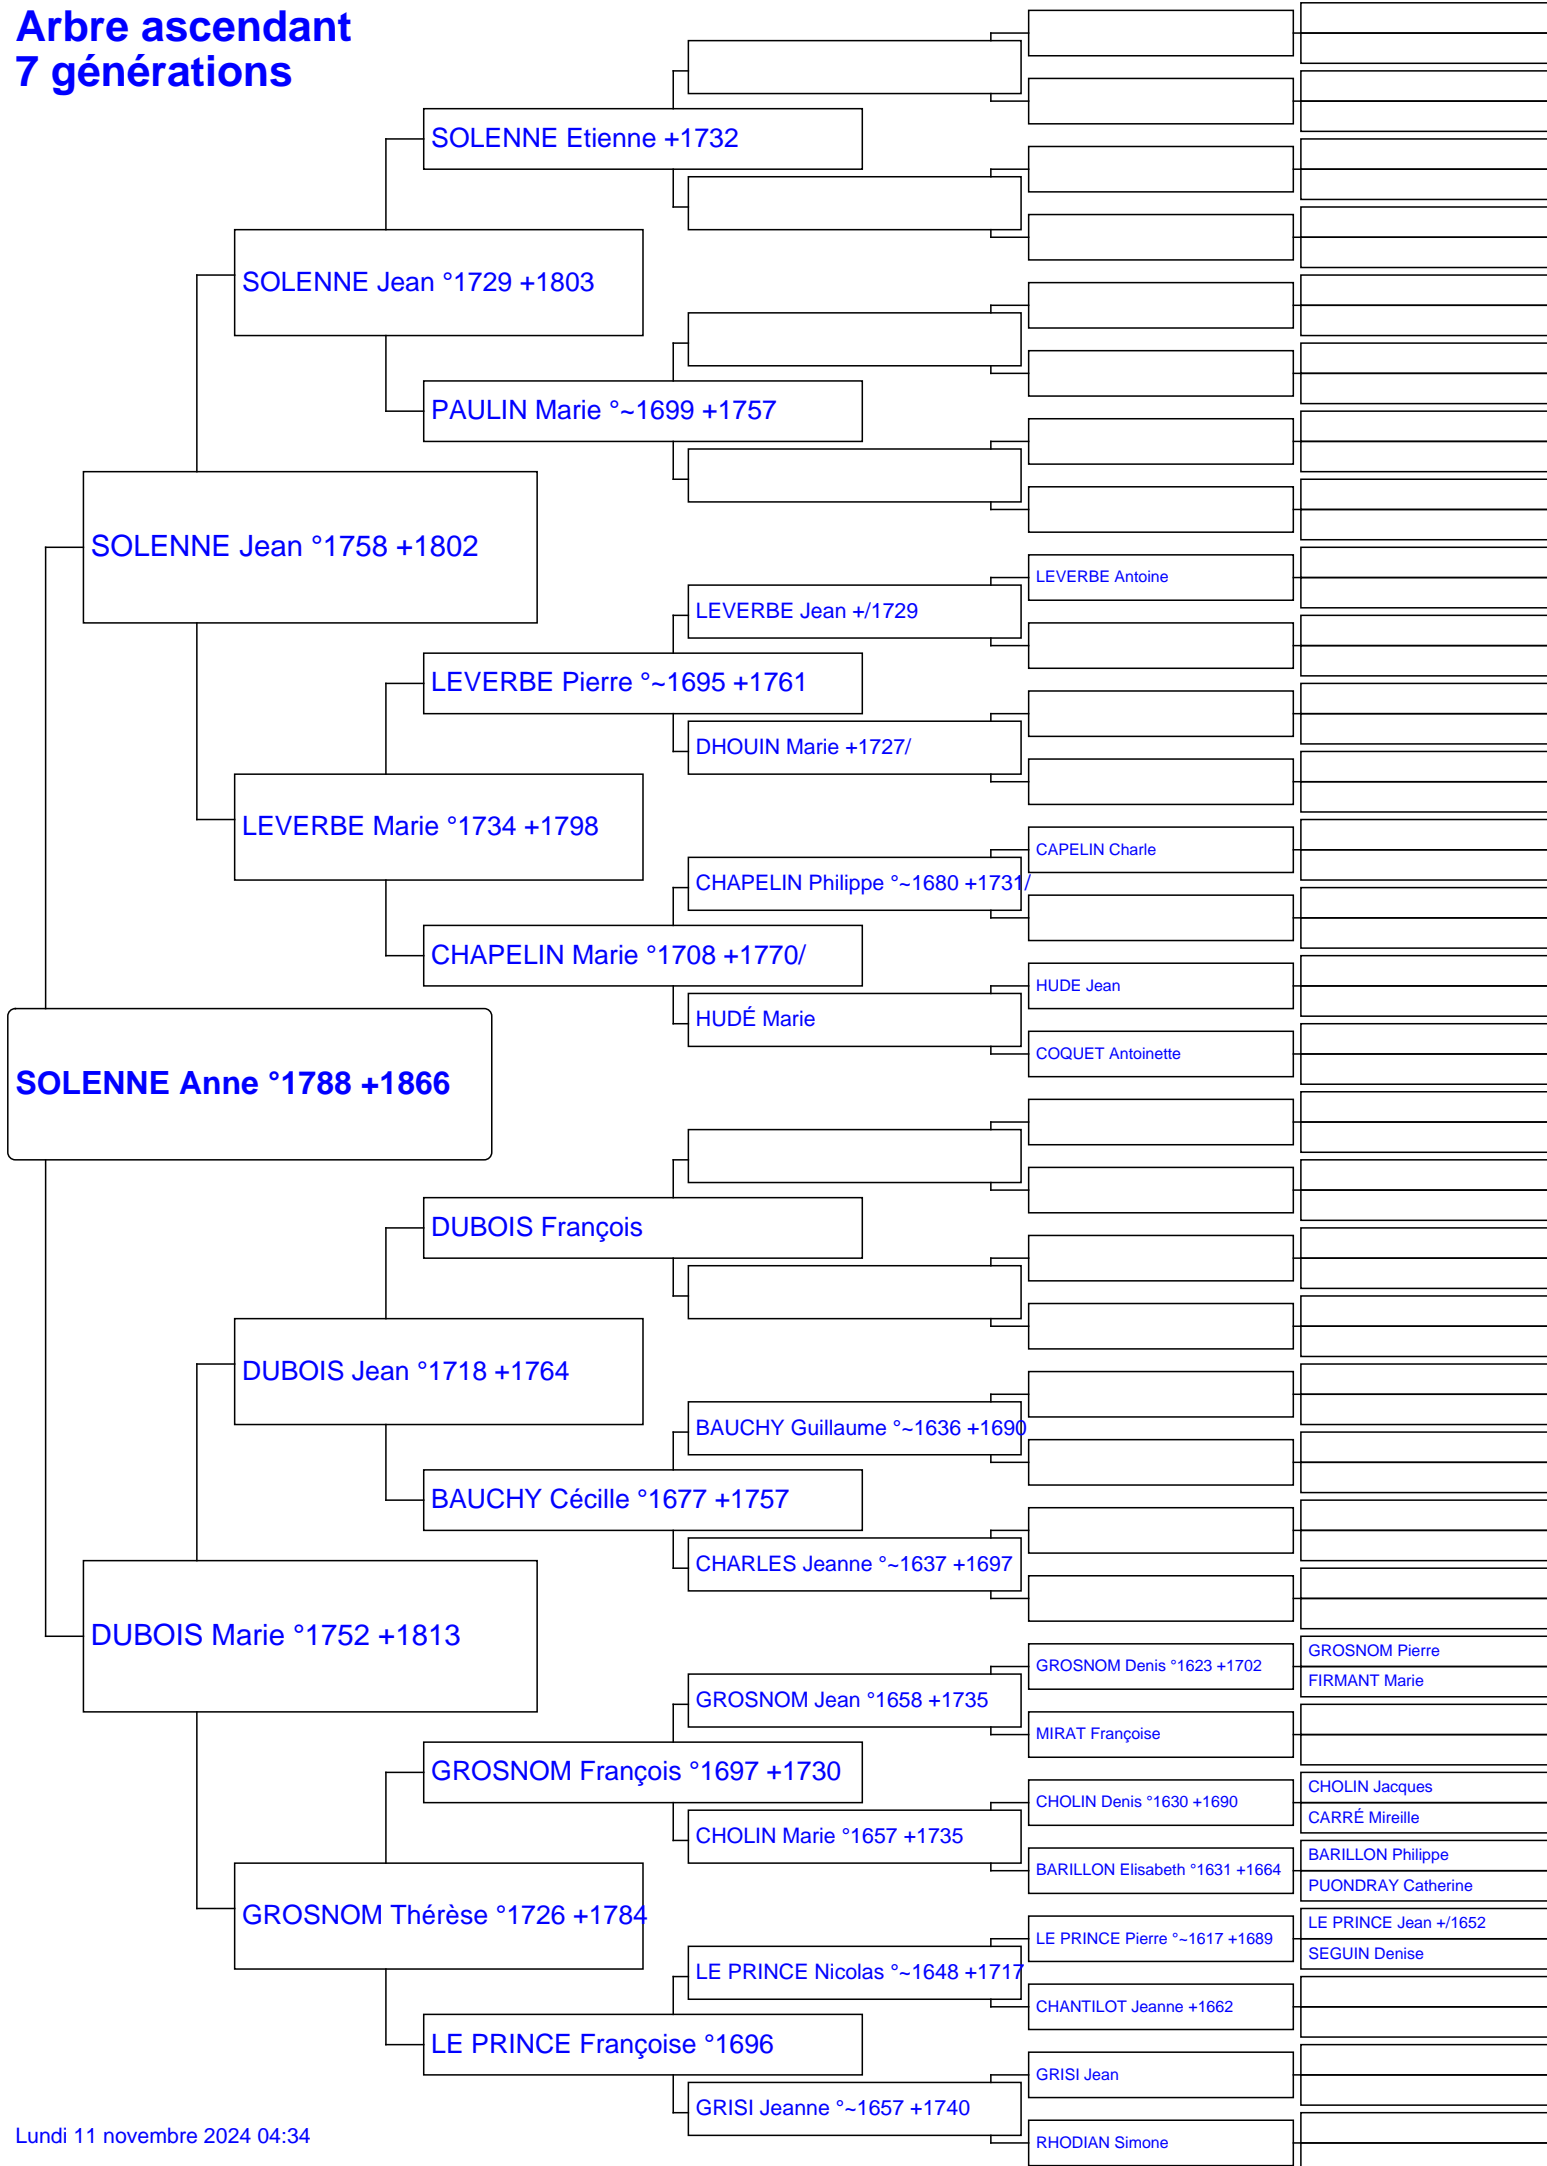 Arbre ascendant
7 générations
SOLENNE Etienne +1732
SOLENNE Jean °1729 +1803
PAULIN Marie °~1699 +1757
SOLENNE Jean °1758 +1802
LEVERBE Antoine
LEVERBE Jean +/1729
LEVERBE Pierre °~1695 +1761
DHOUIN Marie +1727/
LEVERBE Marie °1734 +1798
CAPELIN Charle
CHAPELIN Philippe °~1680 +1731/
CHAPELIN Marie °1708 +1770/
HUDE Jean
HUDÉ Marie
COQUET Antoinette
SOLENNE Anne °1788 +1866
DUBOIS François
DUBOIS Jean °1718 +1764
BAUCHY Guillaume °~1636 +1690
BAUCHY Cécille °1677 +1757
CHARLES Jeanne °~1637 +1697
DUBOIS Marie °1752 +1813
GROSNOM Pierre
GROSNOM Denis °1623 +1702
FIRMANT Marie
GROSNOM Jean °1658 +1735
MIRAT Françoise
GROSNOM François °1697 +1730
CHOLIN Jacques
CHOLIN Denis °1630 +1690
CARRÉ Mireille
CHOLIN Marie °1657 +1735
BARILLON Philippe
BARILLON Elisabeth °1631 +1664
PUONDRAY Catherine
GROSNOM Thérèse °1726 +1784
LE PRINCE Jean +/1652
LE PRINCE Pierre °~1617 +1689
SEGUIN Denise
LE PRINCE Nicolas °~1648 +1717
CHANTILOT Jeanne +1662
LE PRINCE Françoise °1696
GRISI Jean
GRISI Jeanne °~1657 +1740
RHODIAN Simone
Lundi 11 novembre 2024 04:34